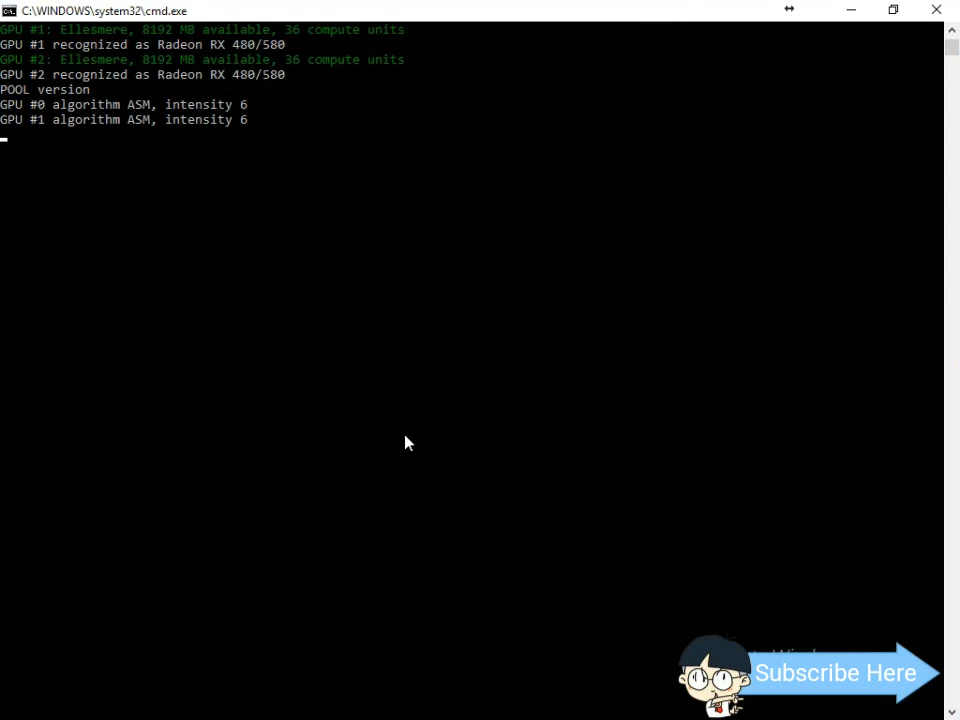 C:\WINDOWS\system32\cmd.exe
GPU #1: Ellesmere, 8192 MB available, 36 compute units
GPU #1 recognized as Radeon RX 480/580
GPU #2: Ellesmere, 8192 MB available, 36 compute units
GPU #2 recognized as Radeon RX 480/580
POOL version
GPU #0 algorithm ASM, intensity 6
GPU #1 algorithm ASM, intensity 6
Subscribe Here